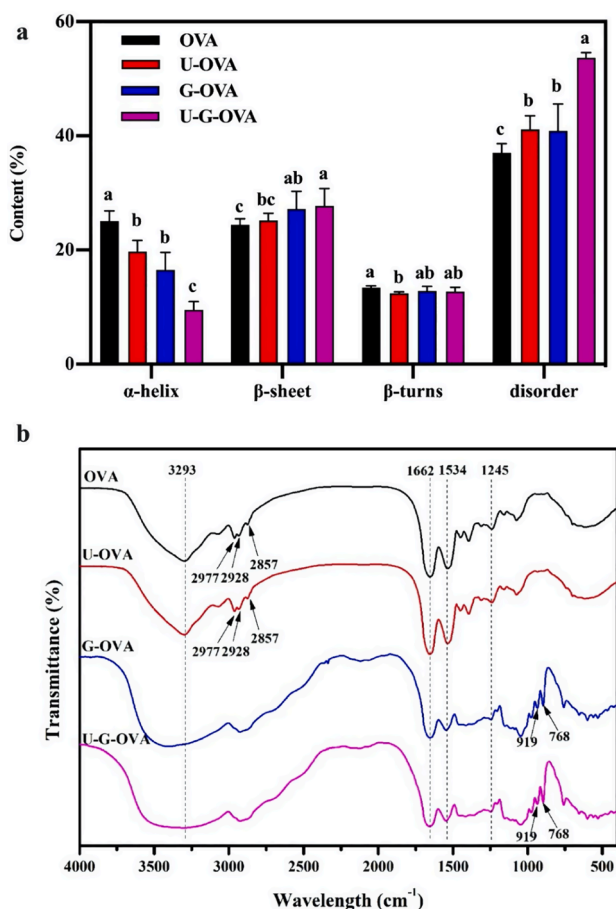 a
60
40
20
0
Content (%)
OVA
U-OVA
G-OVA
U-G-OVA
a b b c
c bc ab a
a b ab ab
c b b a
α-helix β-sheet β-turns disorder
b
3293 1662 1534 1245
OVA
2977 2928 2857
U-OVA
2977 2928 2857
G-OVA
919 768
U-G-OVA
919 768
Transmittance (%)
4000 3500 3000 2500 2000 1500 1000 500
Wavelength (cm⁻¹)